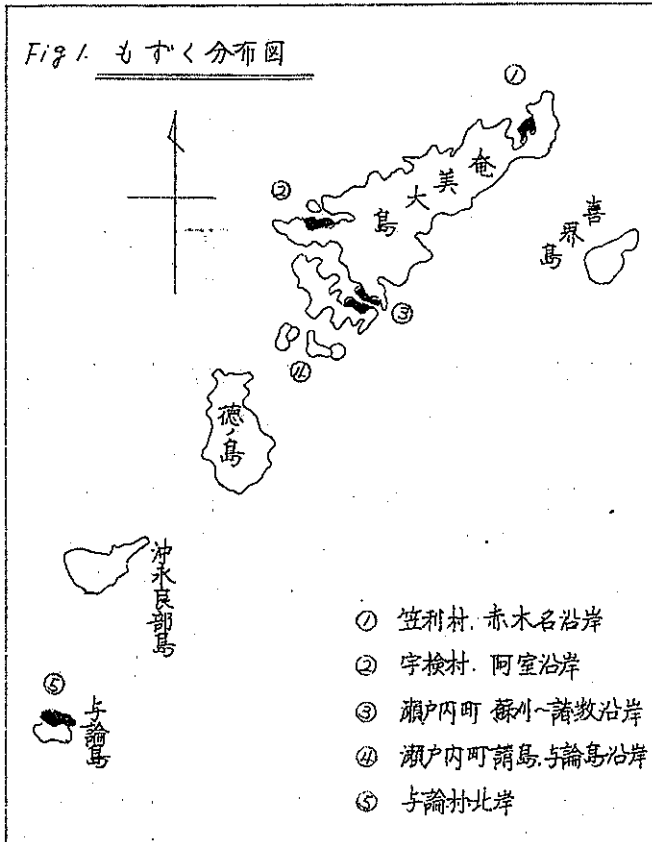 Fig 1. もずく分布図
①
②
奄美大島
喜界島
③
④
徳ノ島
沖永良部島
⑤
与論島
① 笠利村. 赤木名沿岸
② 宇検村. 阿室沿岸
③ 瀬戸内町 蘇刈~諸数沿岸
④ 瀬戸内町請島.与論島沿岸
⑤ 与論村北岸